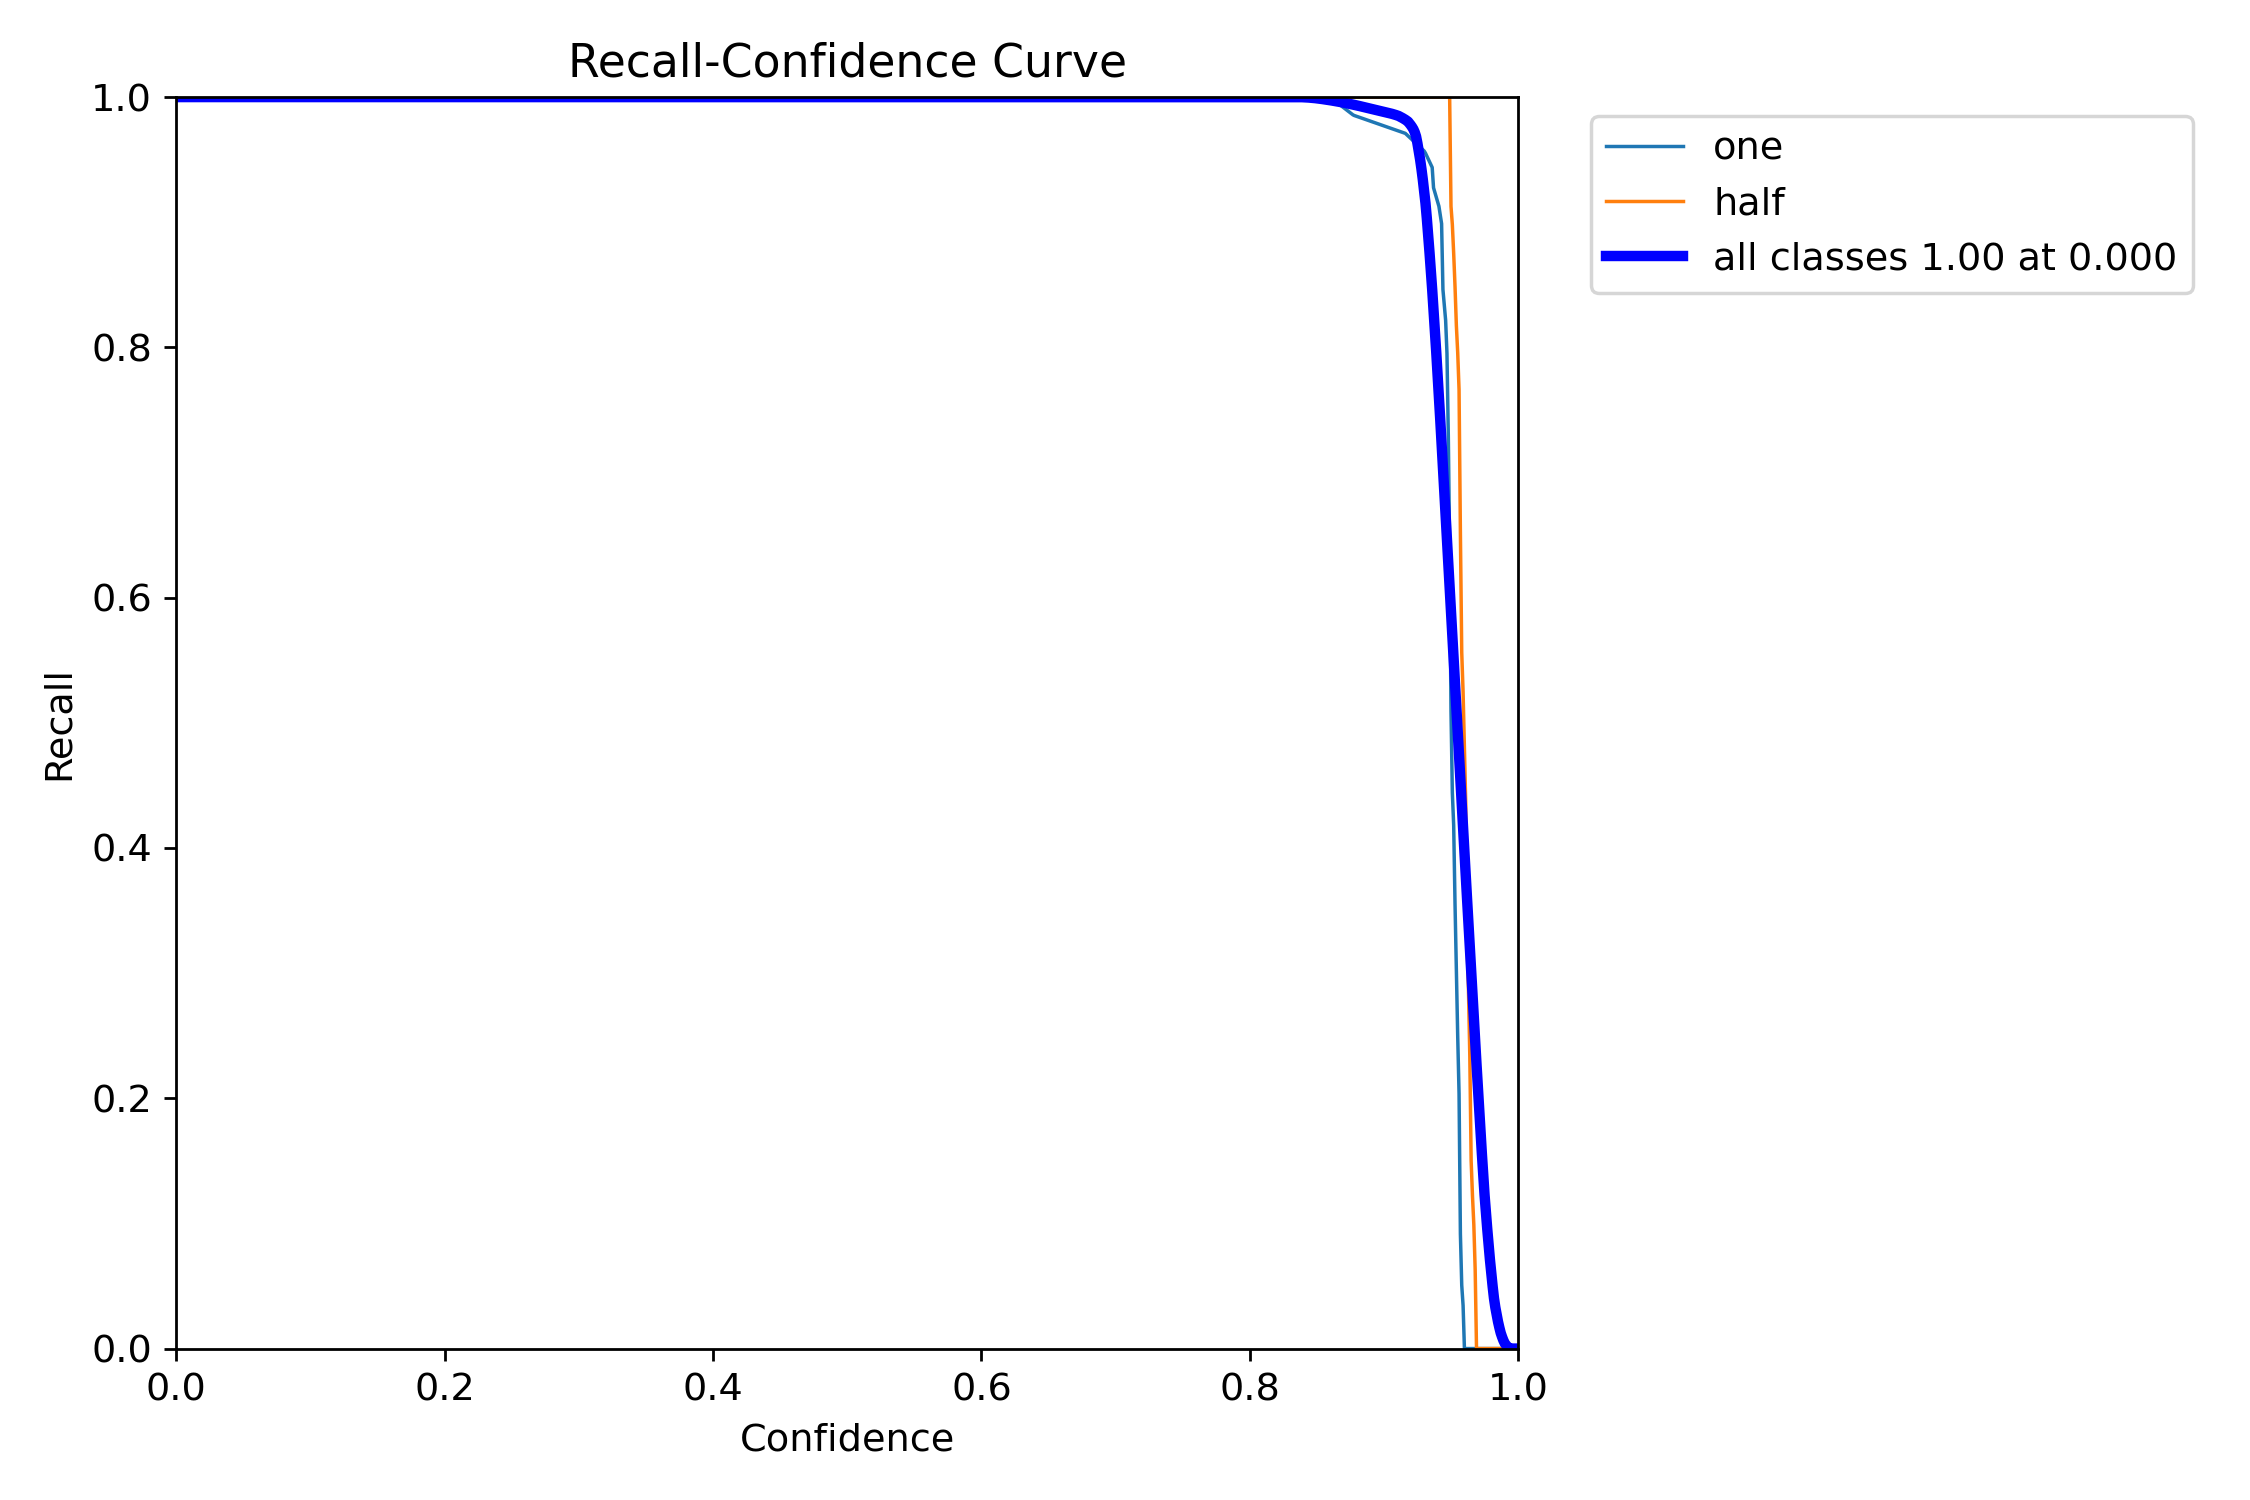 Recall-Confidence Curve
1.0
0.8
0.6
0.4
0.2
0.0
Recall
0.0 0.2 0.4 0.6 0.8 1.0
Confidence
one
half
all classes 1.00 at 0.000